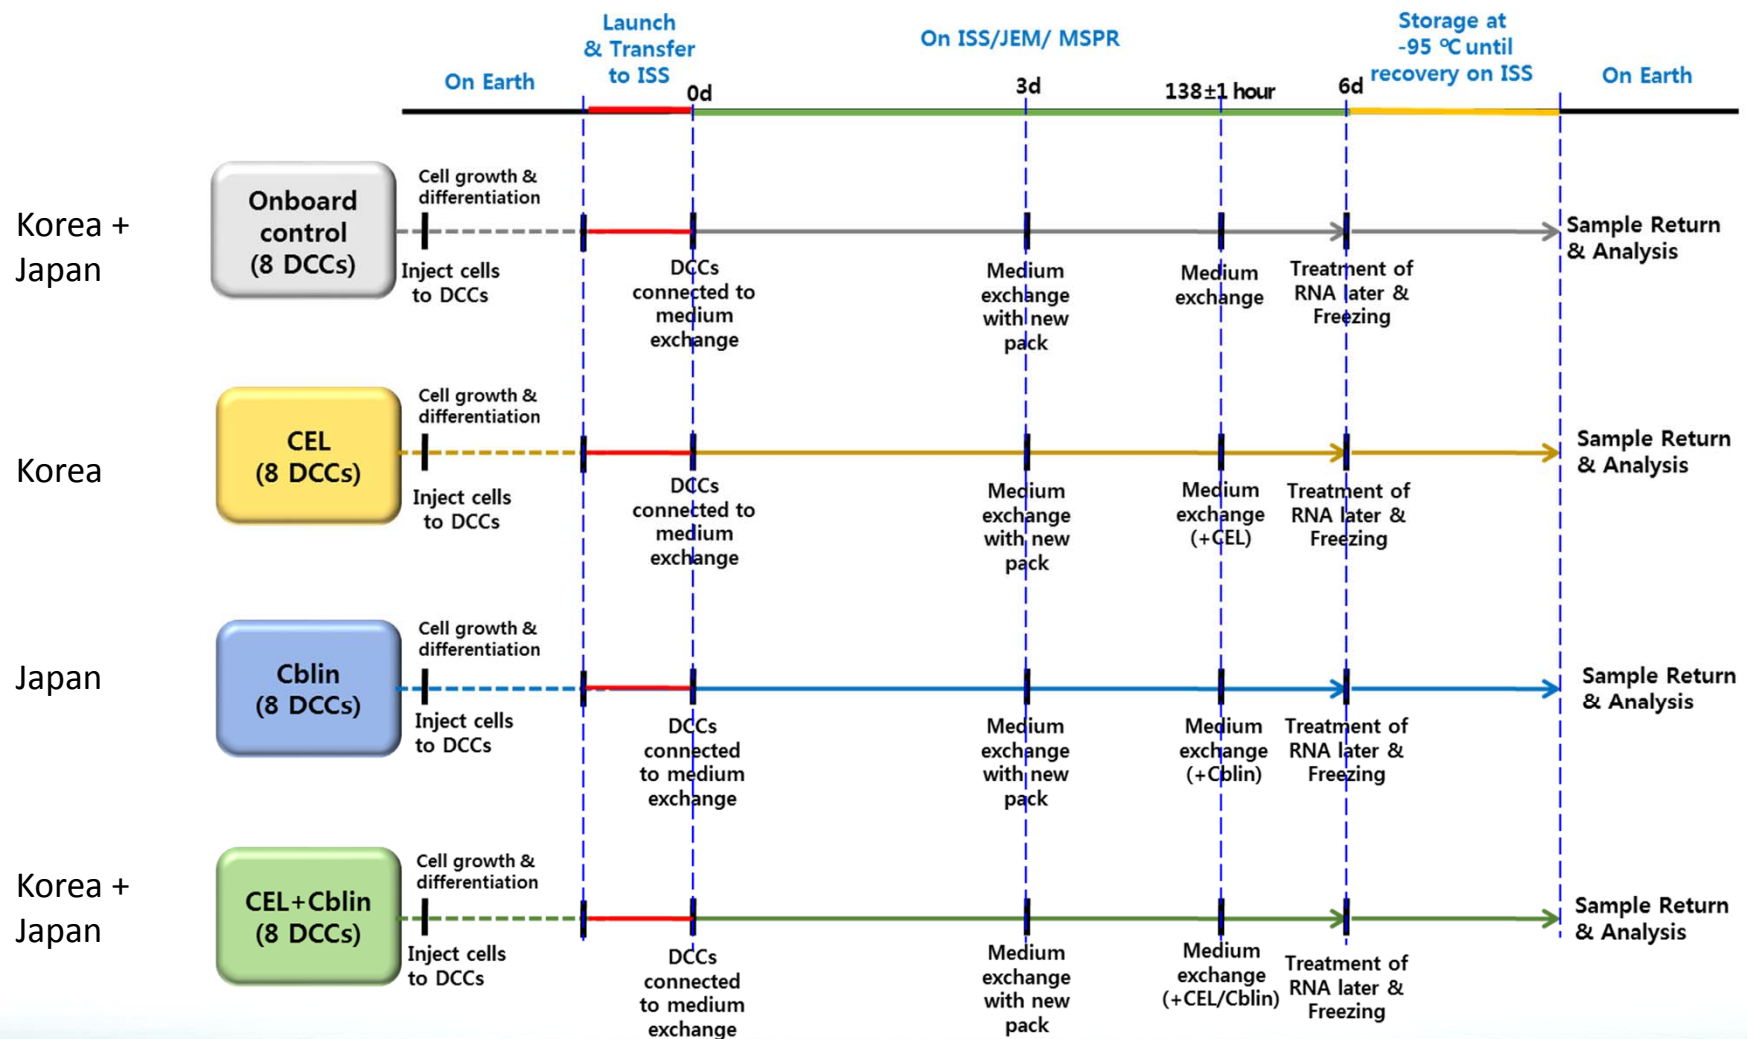 Launch
& Transfer
to ISS
On ISS/JEM/ MSPR
Storage at
-95 ℃ until
recovery on ISS
On Earth
On Earth
0d
3d
138±1 hour
6d
Korea +
Japan
Onboard
control
(8 DCCs)
Cell growth &
differentiation
Inject cells
to DCCs
DCCs
connected to
medium
exchange
Medium
exchange
with new
pack
Medium
exchange
Treatment of
RNA later &
Freezing
Sample Return
& Analysis
Korea
CEL
(8 DCCs)
Cell growth &
differentiation
Inject cells
to DCCs
DCCs
connected to
medium
exchange
Medium
exchange
with new
pack
Medium
exchange
(+CEL)
Treatment of
RNA later &
Freezing
Sample Return
& Analysis
Japan
Cblin
(8 DCCs)
Cell growth &
differentiation
Inject cells
to DCCs
DCCs
connected
to medium
exchange
Medium
exchange
with new
pack
Medium
exchange
(+Cblin)
Treatment of
RNA later &
Freezing
Sample Return
& Analysis
Korea +
Japan
CEL+Cblin
(8 DCCs)
Cell growth &
differentiation
Inject cells
to DCCs
DCCs
connected
to medium
exchange
Medium
exchange
with new
pack
Medium
exchange
(+CEL/Cblin)
Treatment of
RNA later &
Freezing
Sample Return
& Analysis